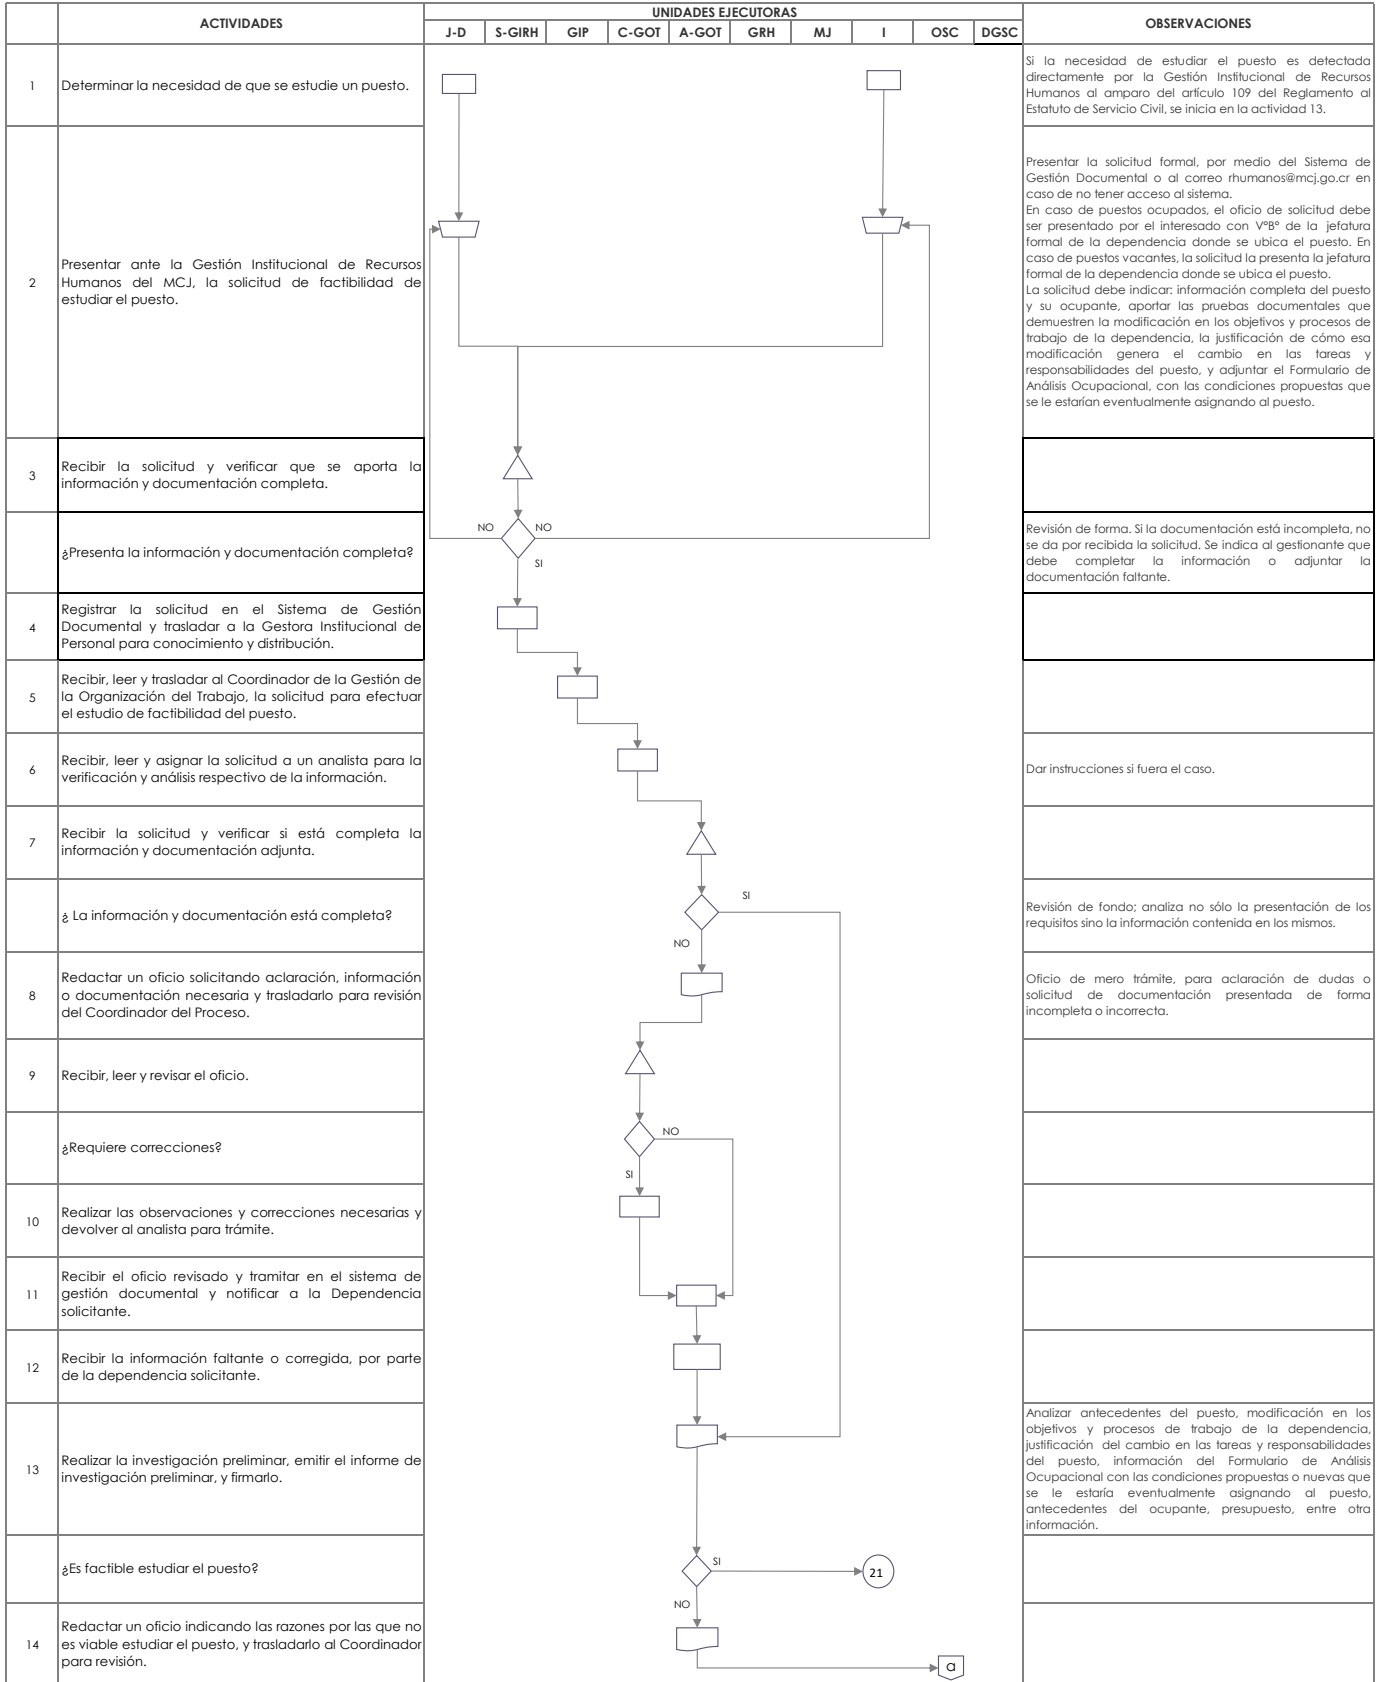 ACTIVIDADES
UNIDADES EJECUTORAS
OBSERVACIONES
J-D S-GIRH GIP C-GOT A-GOT GRH MJ I OSC DGSC
1
Determinar la necesidad de que se estudie un puesto.
Si la necesidad de estudiar el puesto es detectada
directamente por la Gestión Institucional de Recursos
Humanos al amparo del artículo 109 del Reglamento al
Estatuto de Servicio Civil, se inicia en la actividad 13.
2
Presentar ante la Gestión Institucional de Recursos
Humanos del MCJ, la solicitud de factibilidad de
estudiar el puesto.
Presentar la solicitud formal, por medio del Sistema de
Gestión Documental o al correo rhumanos@mcj.go.cr en
caso de no tener acceso al sistema.
En caso de puestos ocupados, el oficio de solicitud debe
ser presentado por el interesado con V°B° de la jefatura
formal de la dependencia donde se ubica el puesto. En
caso de puestos vacantes, la solicitud la presenta la jefatura
formal de la dependencia donde se ubica el puesto.
La solicitud debe indicar: información completa del puesto
y su ocupante, aportar las pruebas documentales que
demuestren la modificación en los objetivos y procesos de
trabajo de la dependencia, la justificación de cómo esa
modificación genera el cambio en las tareas y
responsabilidades del puesto, y adjuntar el Formulario de
Análisis Ocupacional, con las condiciones propuestas que
se le estarían eventualmente asignando al puesto.
3
Recibir la solicitud y verificar que se aporta la
información y documentación completa.
¿Presenta la información y documentación completa?
NO
NO
SI
Revisión de forma. Si la documentación está incompleta, no
se da por recibida la solicitud. Se indica al gestionante que
debe completar la información o adjuntar la
documentación faltante.
4
Registrar la solicitud en el Sistema de Gestión
Documental y trasladar a la Gestora Institucional de
Personal para conocimiento y distribución.
5
Recibir, leer y trasladar al Coordinador de la Gestión de
la Organización del Trabajo, la solicitud para efectuar
el estudio de factibilidad del puesto.
6
Recibir, leer y asignar la solicitud a un analista para la
verificación y análisis respectivo de la información.
Dar instrucciones si fuera el caso.
7
Recibir la solicitud y verificar si está completa la
información y documentación adjunta.
¿ La información y documentación está completa?
SI
NO
Revisión de fondo; analiza no sólo la presentación de los
requisitos sino la información contenida en los mismos.
8
Redactar un oficio solicitando aclaración, información
o documentación necesaria y trasladarlo para revisión
del Coordinador del Proceso.
Oficio de mero trámite, para aclaración de dudas o
solicitud de documentación presentada de forma
incompleta o incorrecta.
9
Recibir, leer y revisar el oficio.
¿Requiere correcciones?
NO
SI
10
Realizar las observaciones y correcciones necesarias y
devolver al analista para trámite.
11
Recibir el oficio revisado y tramitar en el sistema de
gestión documental y notificar a la Dependencia
solicitante.
12
Recibir la información faltante o corregida, por parte
de la dependencia solicitante.
13
Realizar la investigación preliminar, emitir el informe de
investigación preliminar, y firmarlo.
Analizar antecedentes del puesto, modificación en los
objetivos y procesos de trabajo de la dependencia,
justificación del cambio en las tareas y responsabilidades
del puesto, información del Formulario de Análisis
Ocupacional con las condiciones propuestas o nuevas que
se le estaría eventualmente asignando al puesto,
antecedentes del ocupante, presupuesto, entre otra
información.
¿Es factible estudiar el puesto?
SI
21
NO
14
Redactar un oficio indicando las razones por las que no
es viable estudiar el puesto, y trasladarlo al Coordinador
para revisión.
a